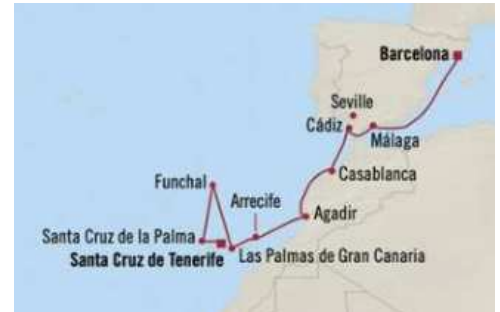 Barcelona
Seville
Cádiz
Málaga
Casablanca
Funchal
Arrecife
Agadir
Santa Cruz de la Palma
Santa Cruz de Tenerife
Las Palmas de Gran Canaria